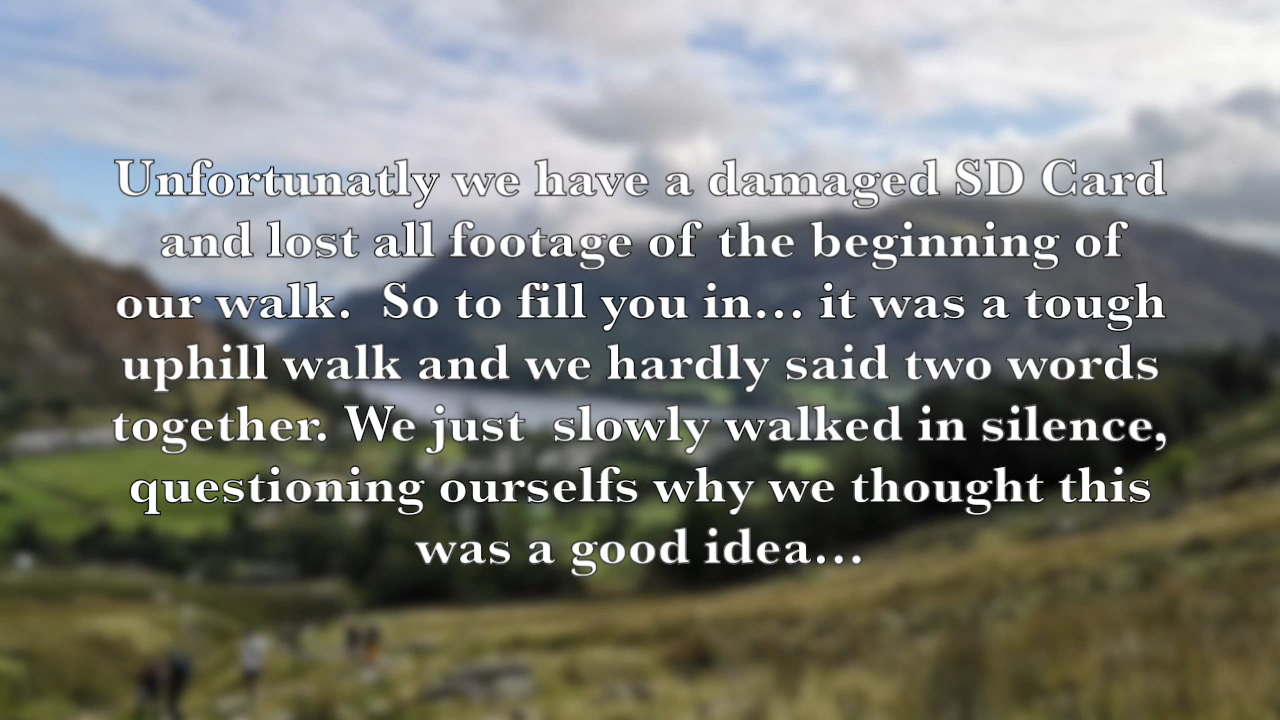 Unfortunatly we have a damaged SD Card
and lost all footage of the beginning of
our walk.  So to fill you in... it was a tough
uphill walk and we hardly said two words
together. We just  slowly walked in silence,
questioning ourselfs why we thought this
was a good idea...